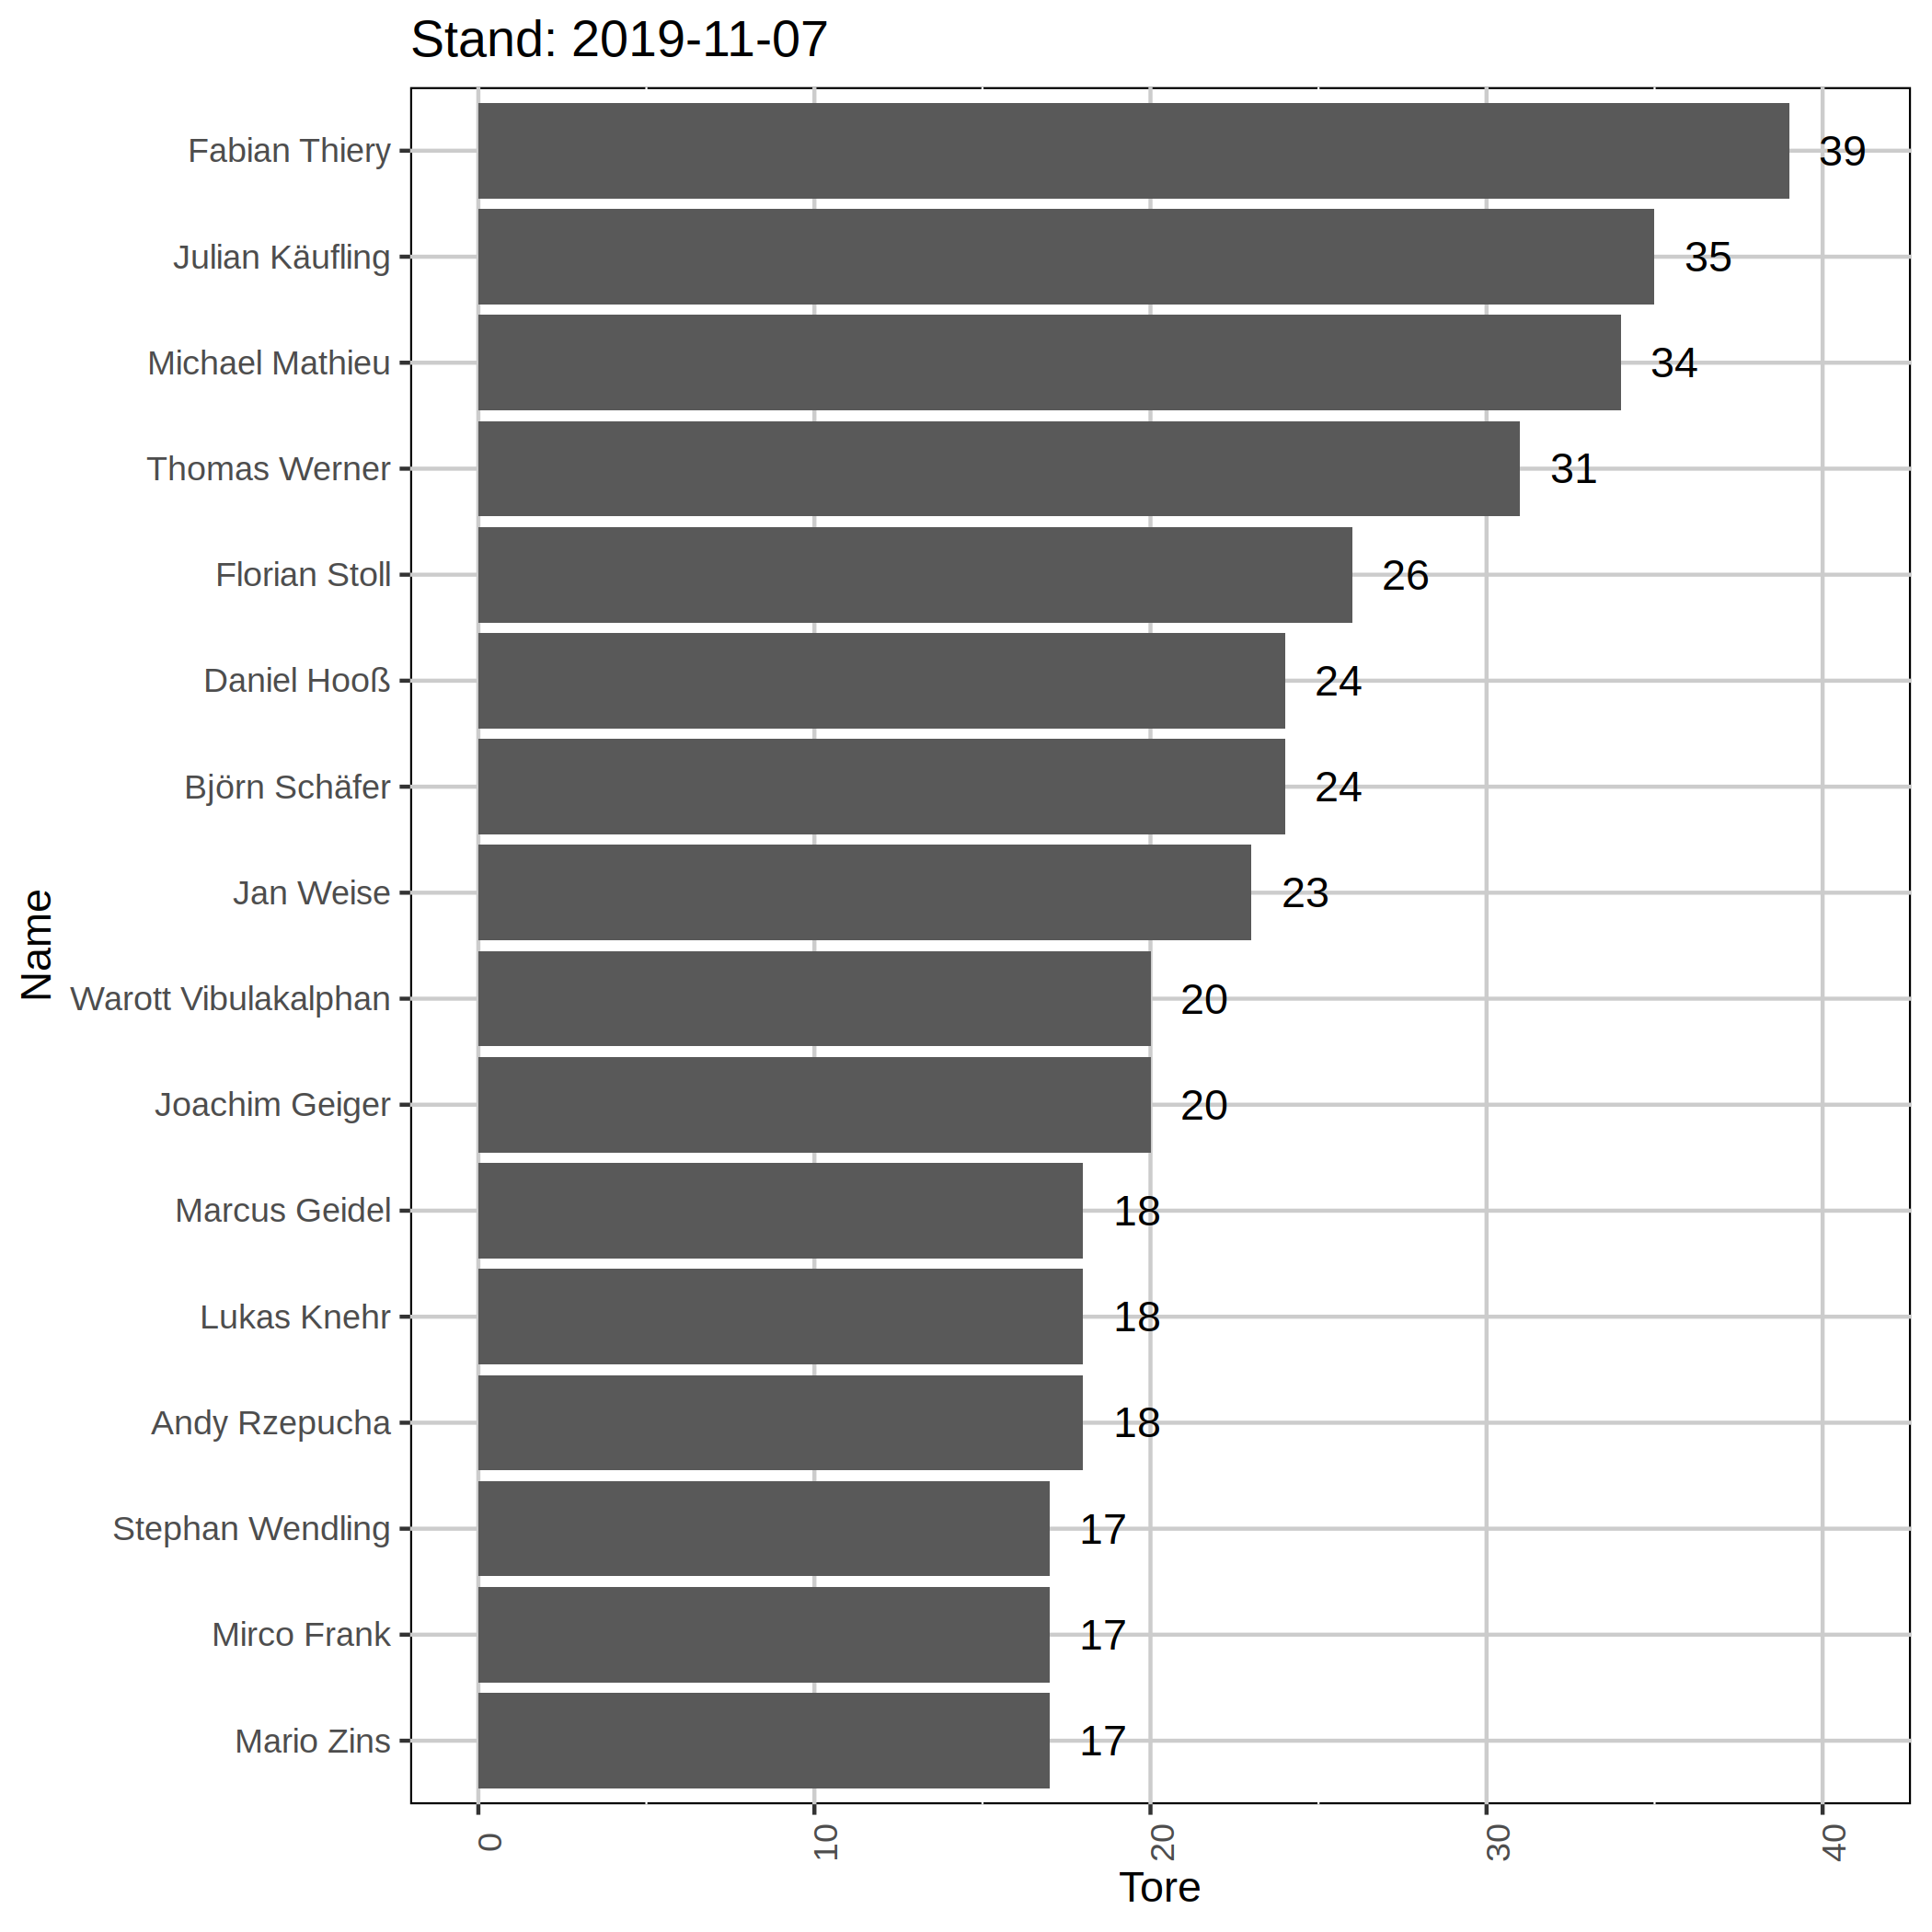 Stand: 2019-11-07
Name
Fabian Thiery 39
Julian Käufling 35
Michael Mathieu 34
Thomas Werner 31
Florian Stoll 26
Daniel Hooß 24
Björn Schäfer 24
Jan Weise 23
Warott Vibulakalphan 20
Joachim Geiger 20
Marcus Geidel 18
Lukas Knehr 18
Andy Rzepucha 18
Stephan Wendling 17
Mirco Frank 17
Mario Zins 17
0 10 20 30 40
Tore